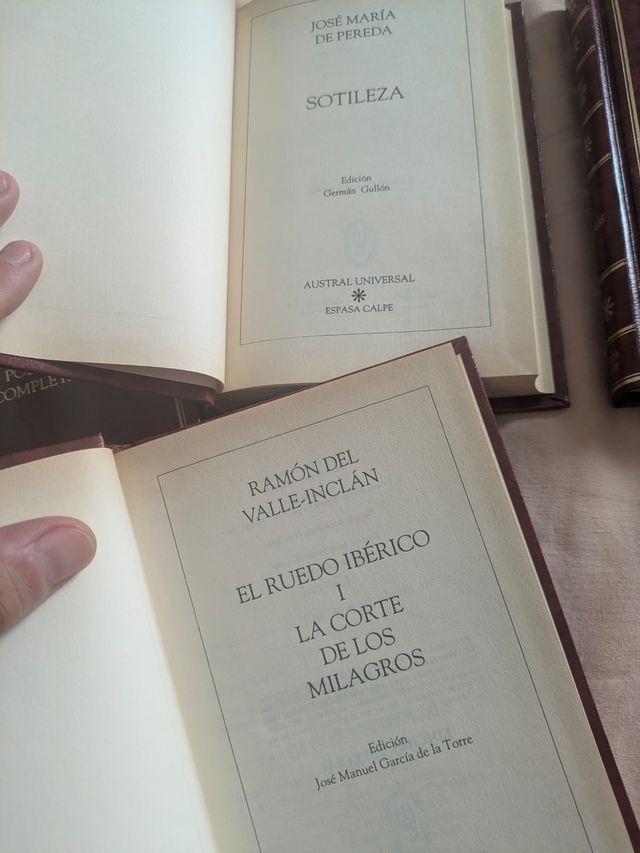 JOSÉ MARÍA
DE PEREDA
SOTILEZA
Edición
Germán Gullón
AUSTRAL UNIVERSAL
ESPASA CALPE
RAMÓN DEL
VALLE-INCLÁN
EL RUEDO IBÉRICO
I
LA CORTE
DE LOS
MILAGROS
Edición
José Manuel García de la Torre